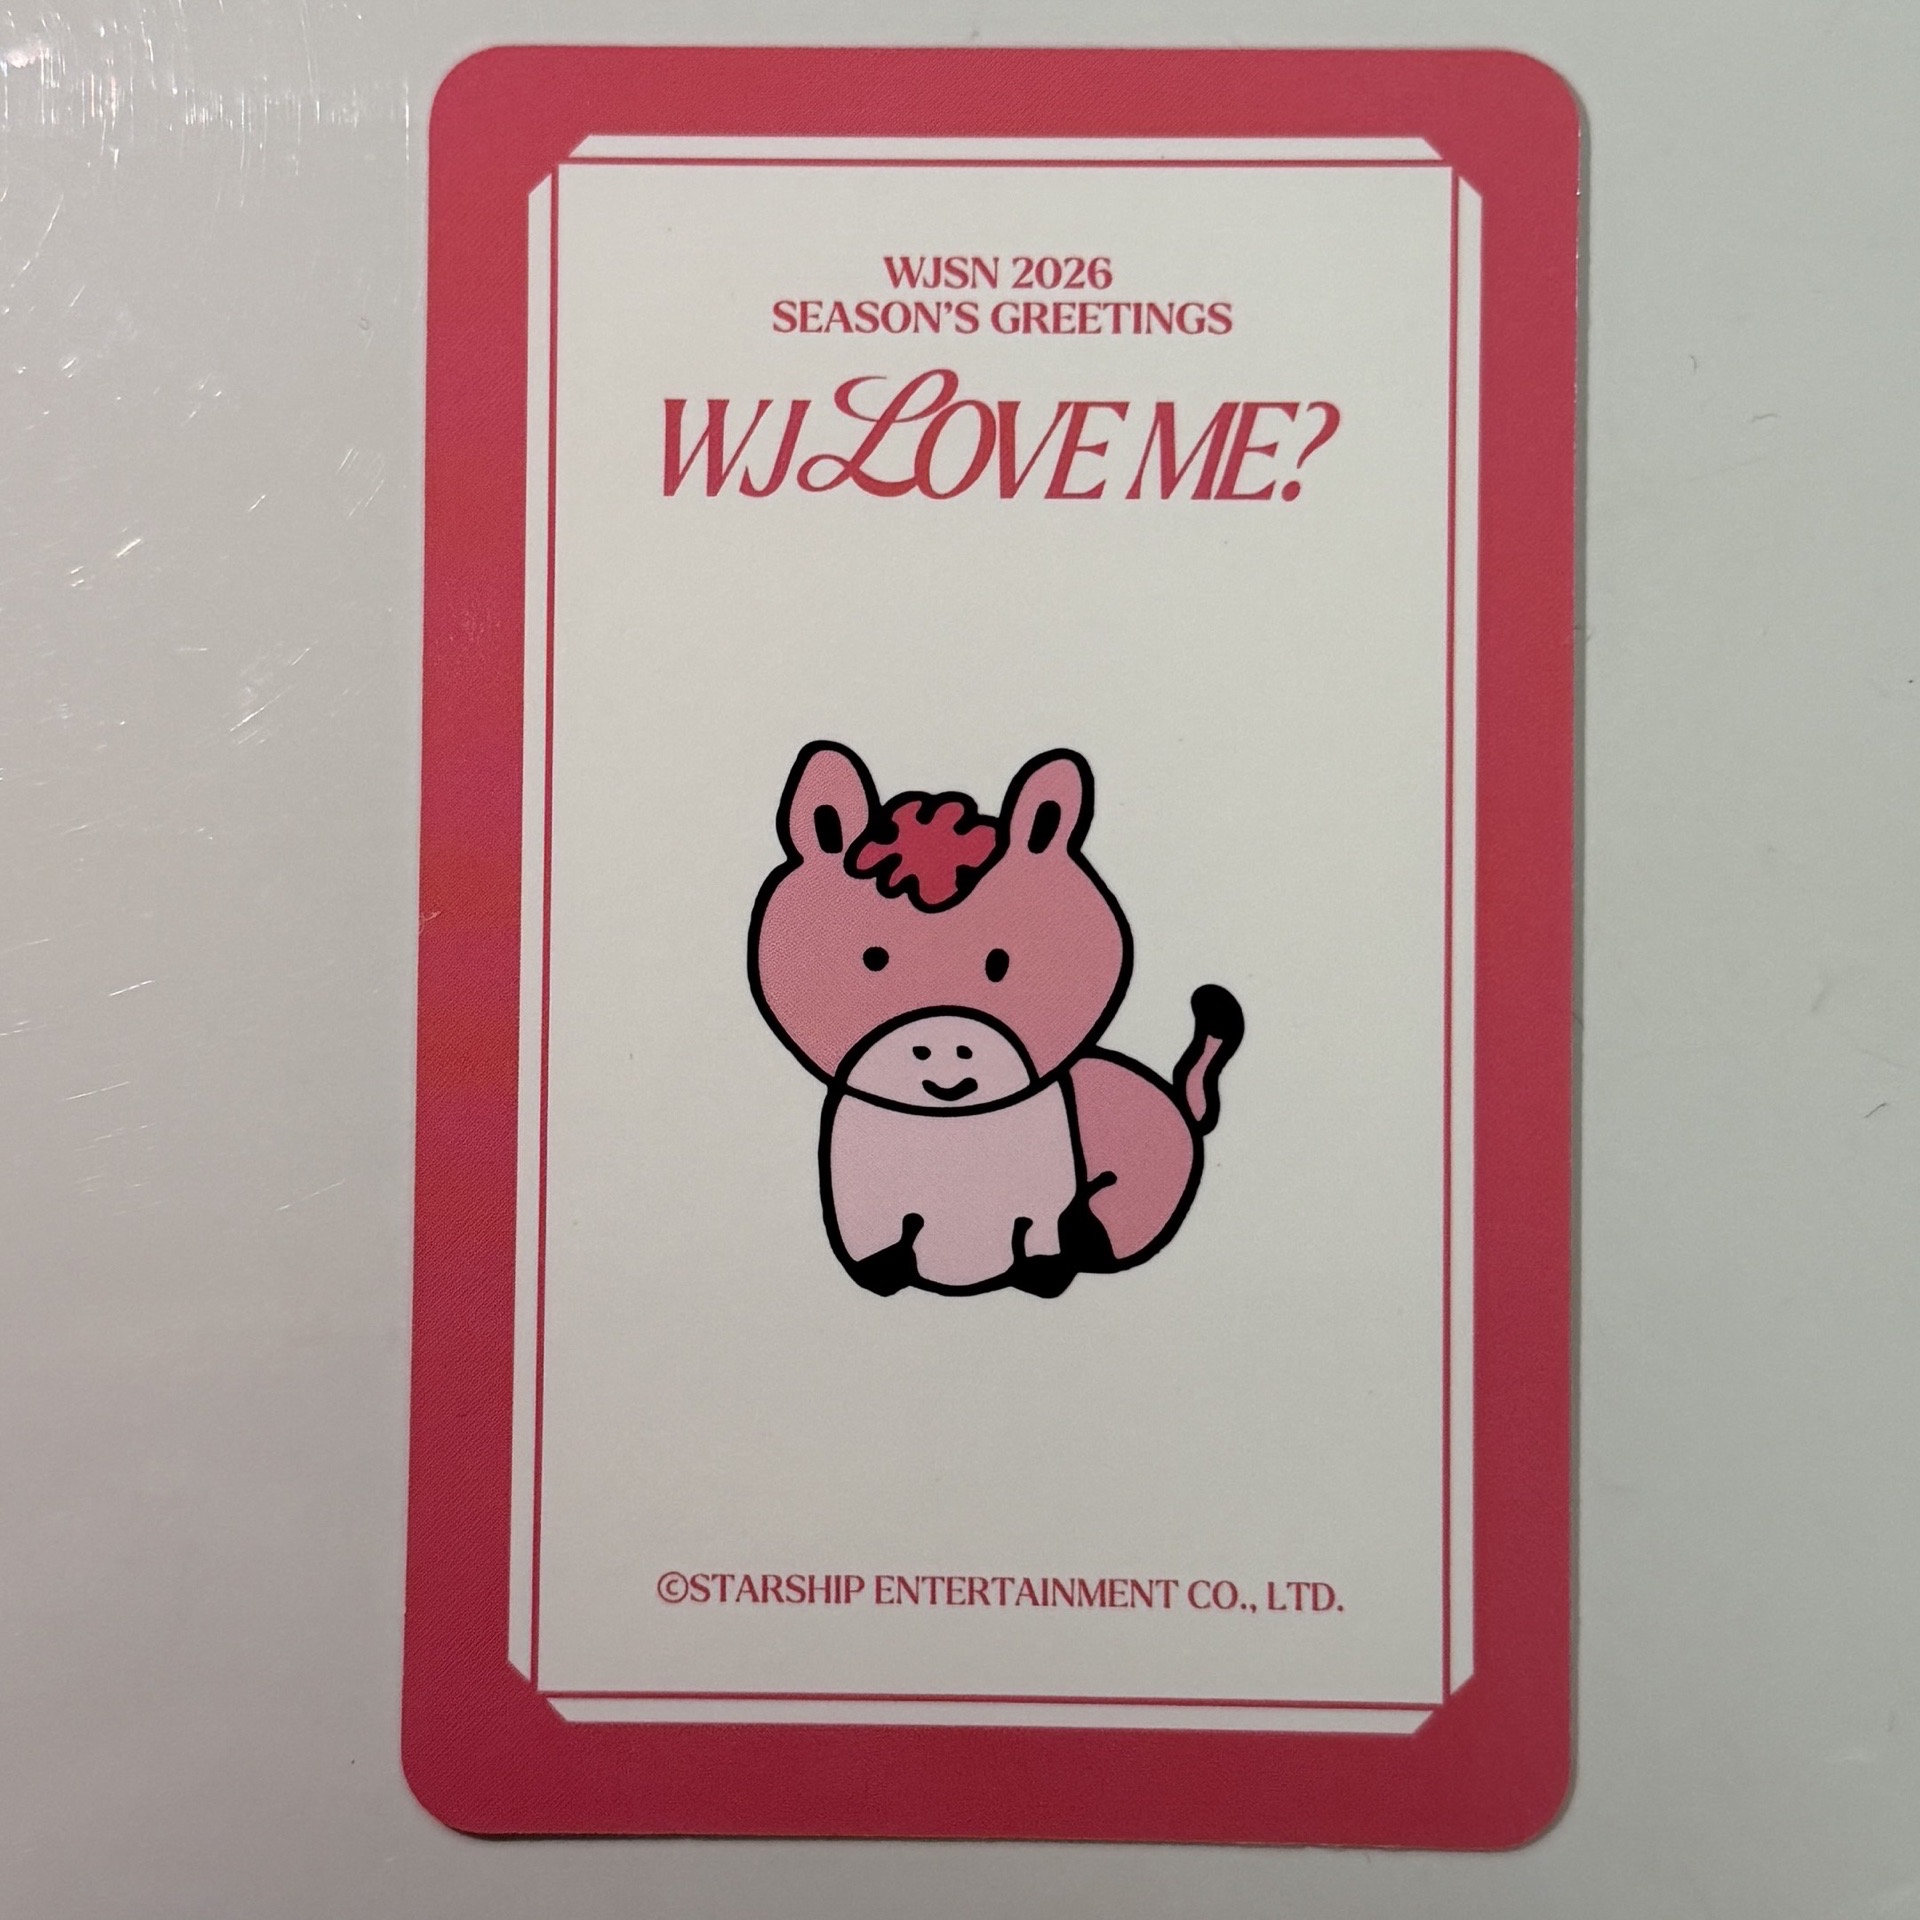 WJSN 2026
SEASON’S GREETINGS
WJ LOVE ME?
©STARSHIP ENTERTAINMENT CO., LTD.